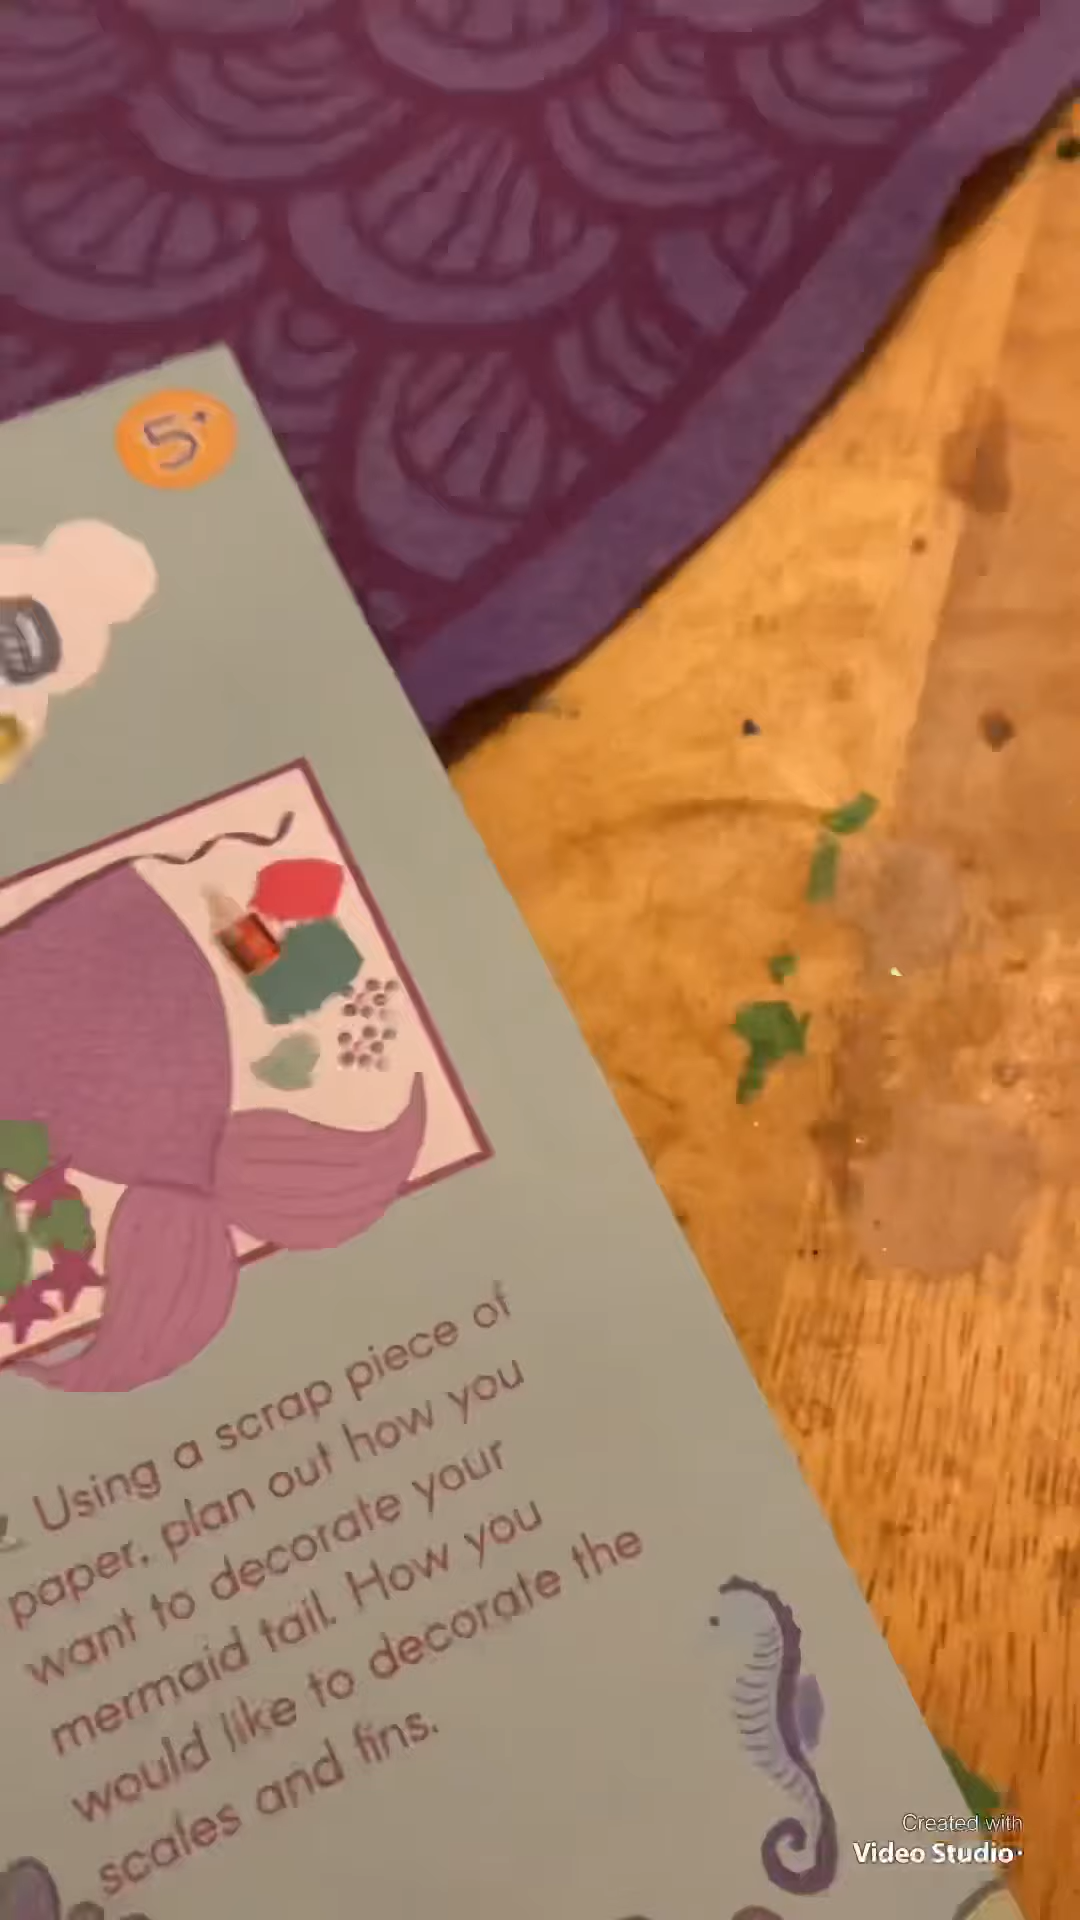 5+
Using a scrap piece of
paper, plan out how you
want to decorate your
mermaid tail. How you
would like to decorate the
scales and fins.
Created with
Video Studio